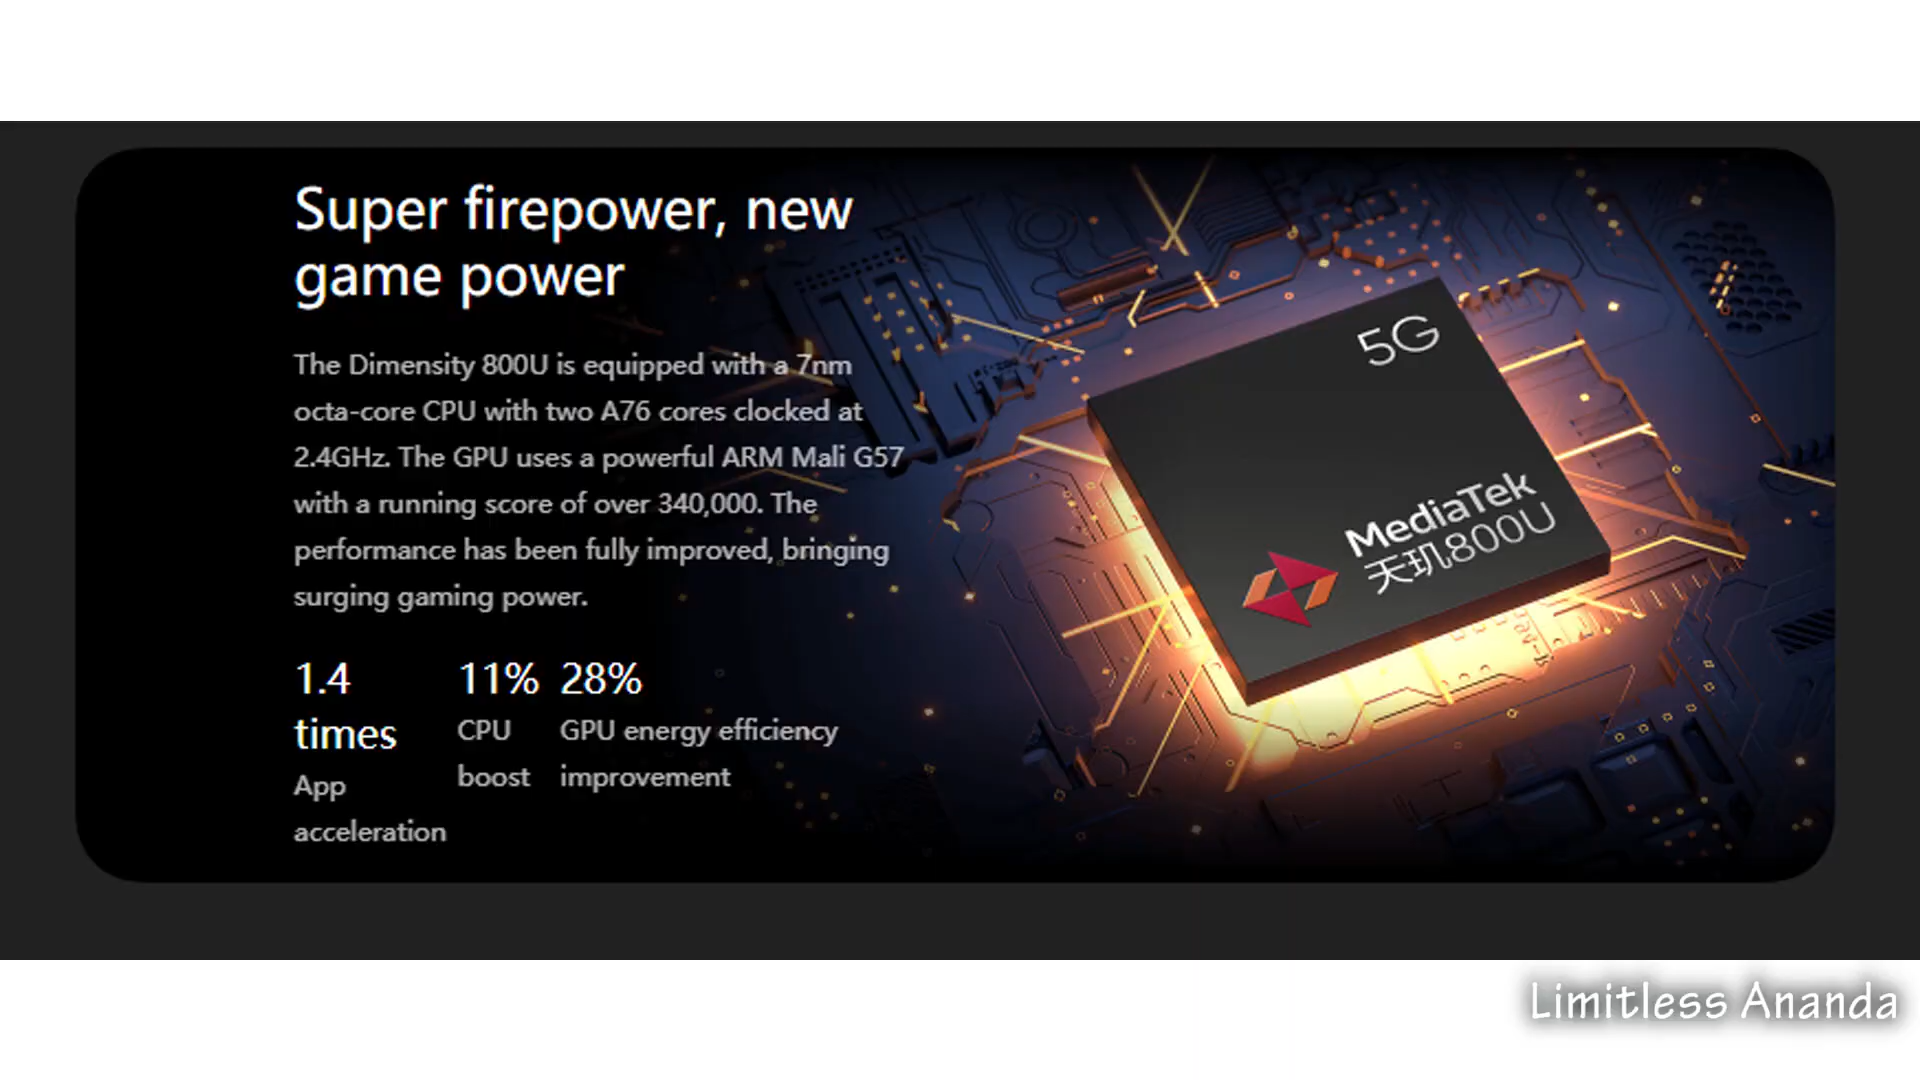 Super firepower, new
game power
The Dimensity 800U is equipped with a 7nm
octa-core CPU with two A76 cores clocked at
2.4GHz. The GPU uses a powerful ARM Mali G57
with a running score of over 340,000. The
performance has been fully improved, bringing
surging gaming power.
1.4
times
App
acceleration
11%
CPU
boost
28%
GPU energy efficiency
improvement
5G
MediaTek
天玑800U
Limitless Ananda